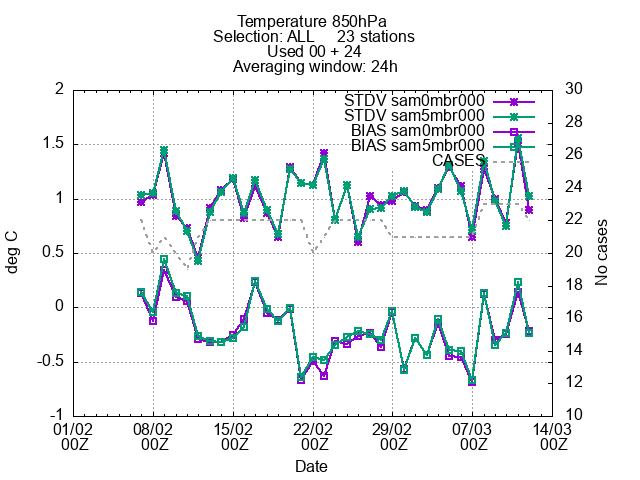 Temperature 850hPa
Selection: ALL 23 stations
Used 00 + 24
Averaging window: 24h
STDV sam0mbr000
STDV sam5mbr000
BIAS sam0mbr000
BIAS sam5mbr000
CASES
deg C
2
1.5
1
0.5
0
-0.5
-1
No cases
30
28
26
24
22
20
18
16
14
12
10
01/02 08/02 15/02 22/02 29/02 07/03 14/03
00Z 00Z 00Z 00Z 00Z 00Z 00Z
Date